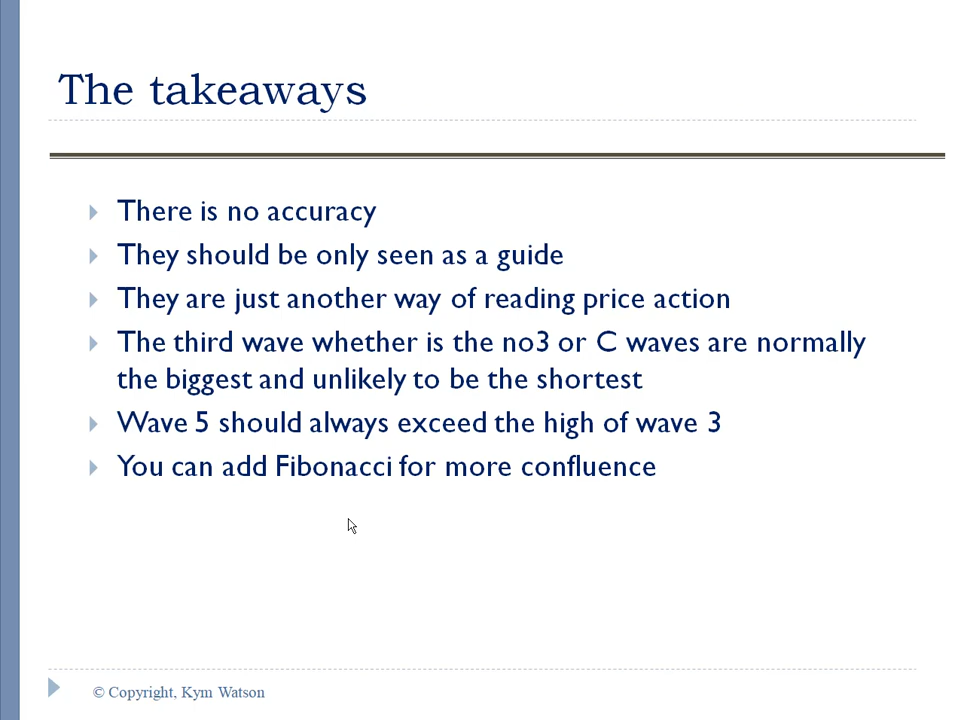 The takeaways
There is no accuracy
They should be only seen as a guide
They are just another way of reading price action
The third wave whether is the no3 or C waves are normally
the biggest and unlikely to be the shortest
Wave 5 should always exceed the high of wave 3
You can add Fibonacci for more confluence
© Copyright, Kym Watson